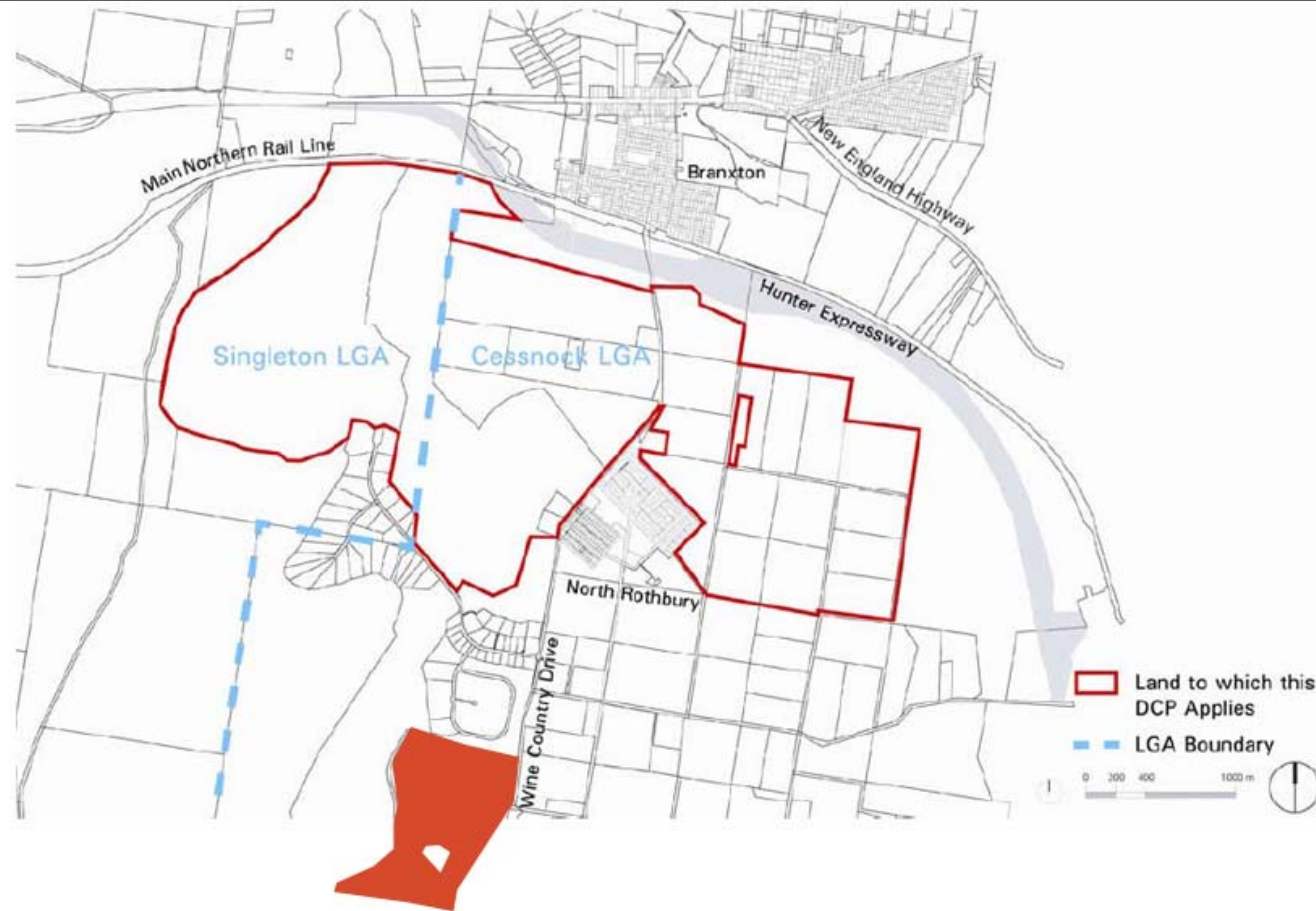 Main Northern Rail Line
Branxton
New England Highway
Hunter Expressway
Singleton LGA
Cessnock LGA
North Rothbury
Wine Country Drive
Land to which this
DCP Applies
LGA Boundary
0 200 400 1000 m